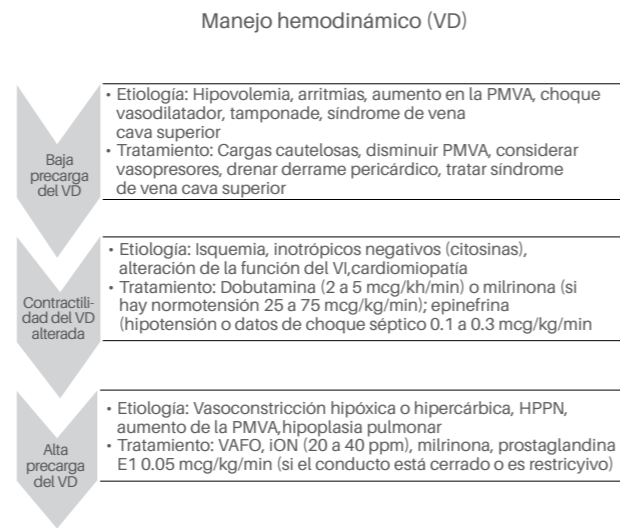 Manejo hemodinámico (VD)
Baja
precarga
del VD
• Etiología: Hipovolemia, arritmias, aumento en la PMVA, choque
vasodilatador, tamponade, síndrome de vena
cava superior
• Tratamiento: Cargas cautelosas, disminuir PMVA, considerar
vasopresores, drenar derrame pericárdico, tratar síndrome
de vena cava superior
Contractili-
dad del VD
alterada
• Etiología: Isquemia, inotrópicos negativos (citosinas),
alteración de la función del VI,cardiomiopatía
• Tratamiento: Dobutamina (2 a 5 mcg/kh/min) o milrinona (si
hay normotensión 25 a 75 mcg/kg/min); epinefrina
(hipotensión o datos de choque séptico 0.1 a 0.3 mcg/kg/min
Alta
precarga
del VD
• Etiología: Vasoconstricción hipóxica o hipercárbica, HPPN,
aumento de la PMVA,hipoplasia pulmonar
• Tratamiento: VAFO, iON (20 a 40 ppm), milrinona, prostaglandina
E1 0.05 mcg/kg/min (si el conducto está cerrado o es restricyivo)